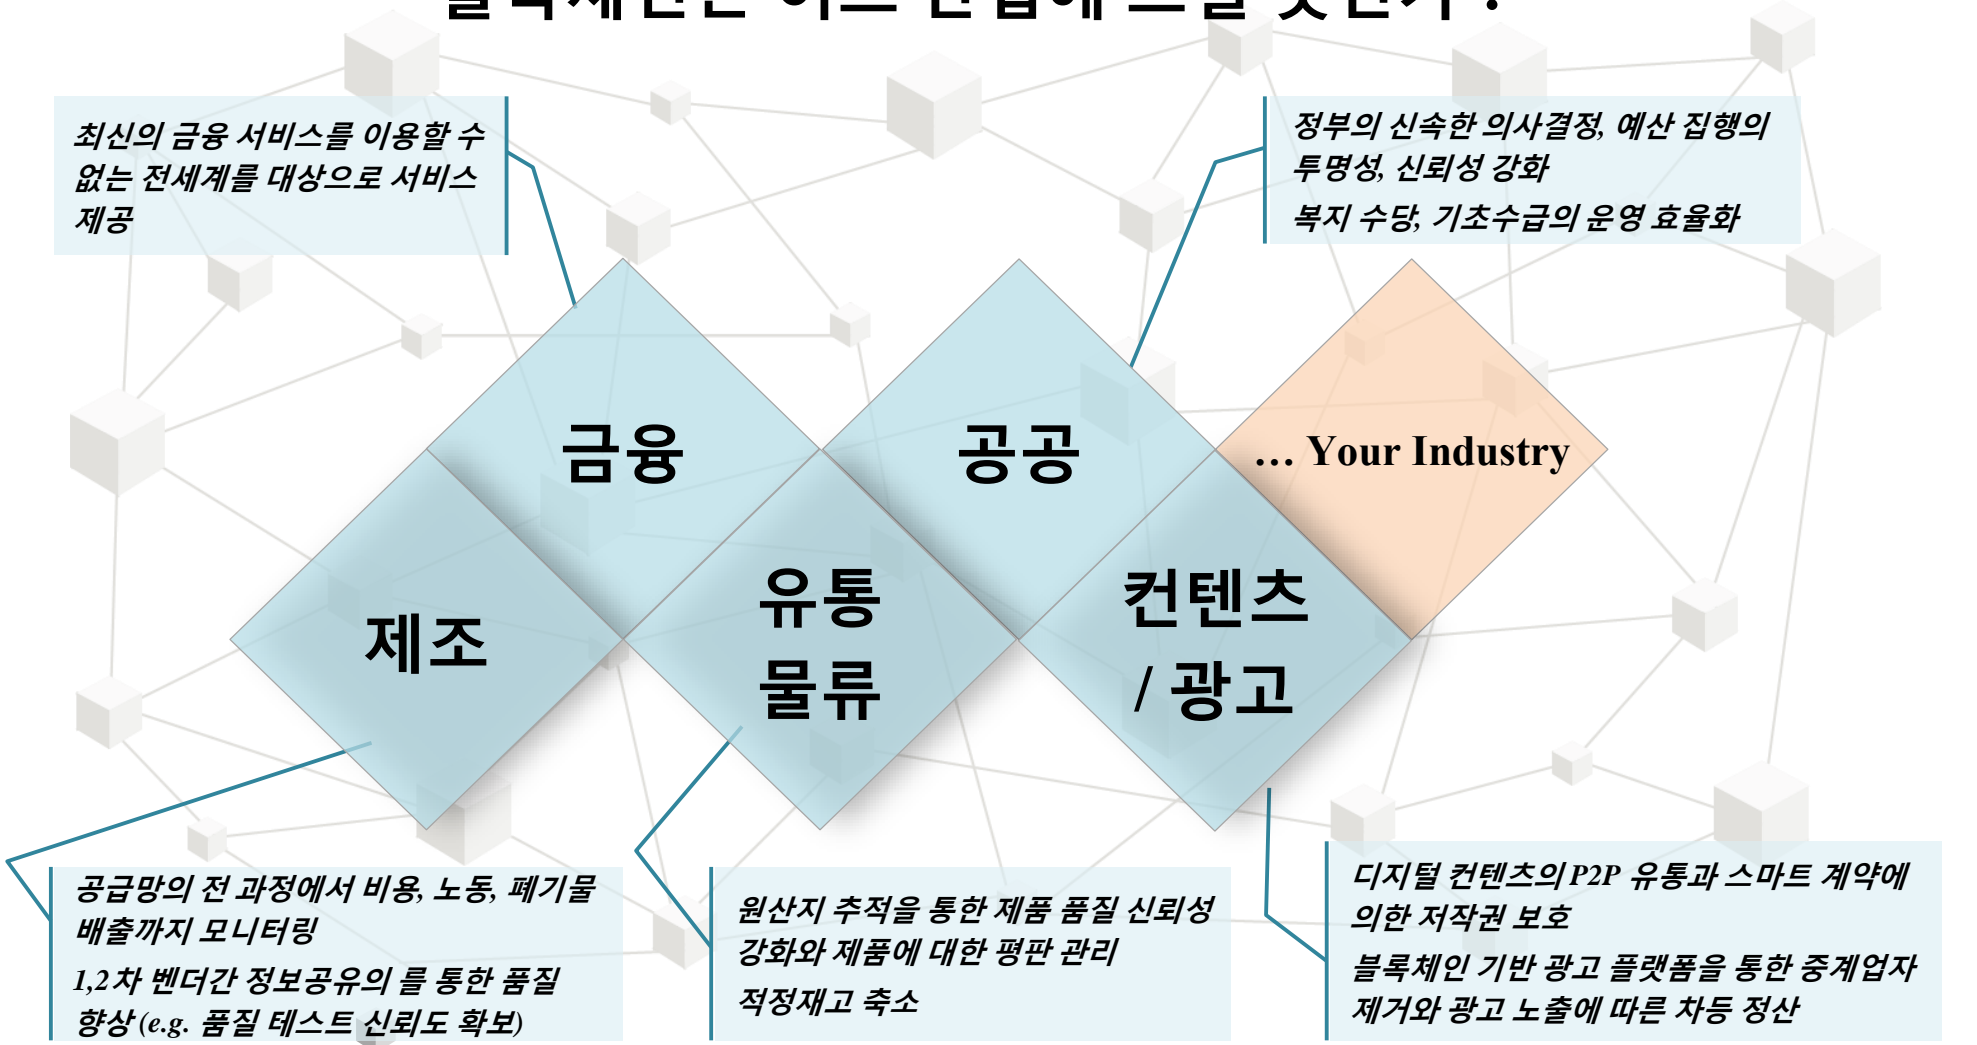 최신의 금융 서비스를 이용할 수
없는 전세계를 대상으로 서비스
제공
정부의 신속한 의사결정, 예산 집행의
투명성, 신뢰성 강화
복지 수당, 기초수급의 운영 효율화
금융
공공
... Your Industry
제조
유통
물류
컨텐츠
/ 광고
공급망의 전 과정에서 비용, 노동, 폐기물
배출까지 모니터링
1,2차 벤더간 정보공유의 를 통한 품질
향상 (e.g. 품질 테스트 신뢰도 확보)
원산지 추적을 통한 제품 품질 신뢰성
강화와 제품에 대한 평판 관리
적정재고 축소
디지털 컨텐츠의 P2P 유통과 스마트 계약에
의한 저작권 보호
블록체인 기반 광고 플랫폼을 통한 중계업자
제거와 광고 노출에 따른 차등 정산